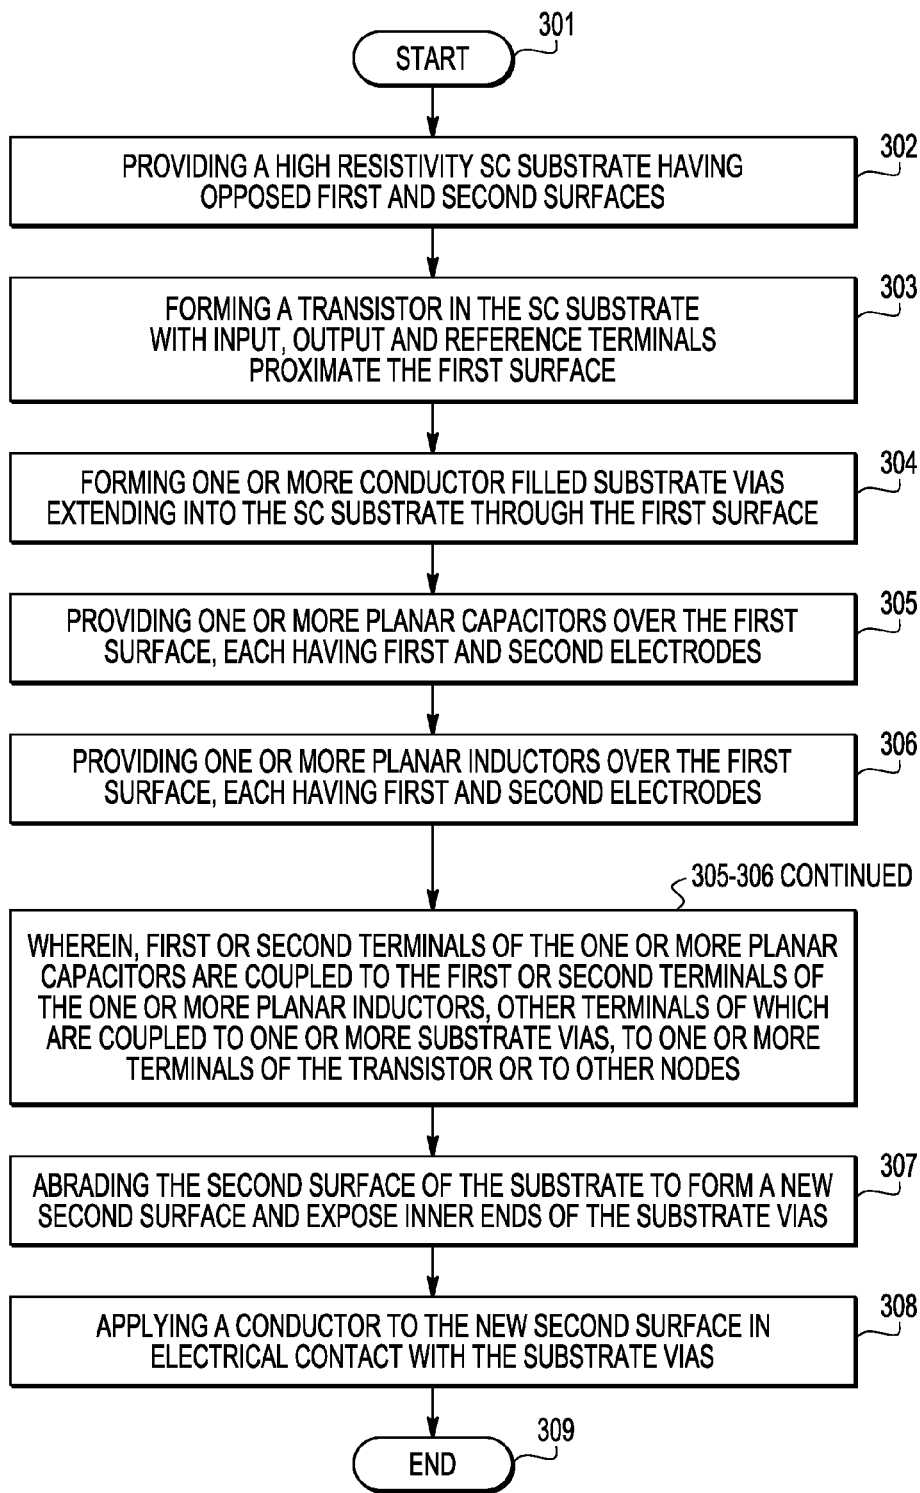 301
START
302
PROVIDING A HIGH RESISTIVITY SC SUBSTRATE HAVING
OPPOSED FIRST AND SECOND SURFACES
303
FORMING A TRANSISTOR IN THE SC SUBSTRATE
WITH INPUT, OUTPUT AND REFERENCE TERMINALS
PROXIMATE THE FIRST SURFACE
304
FORMING ONE OR MORE CONDUCTOR FILLED SUBSTRATE VIAS
EXTENDING INTO THE SC SUBSTRATE THROUGH THE FIRST SURFACE
305
PROVIDING ONE OR MORE PLANAR CAPACITORS OVER THE FIRST
SURFACE, EACH HAVING FIRST AND SECOND ELECTRODES
306
PROVIDING ONE OR MORE PLANAR INDUCTORS OVER THE FIRST
SURFACE, EACH HAVING FIRST AND SECOND ELECTRODES
305-306 CONTINUED
WHEREIN, FIRST OR SECOND TERMINALS OF THE ONE OR MORE PLANAR
CAPACITORS ARE COUPLED TO THE FIRST OR SECOND TERMINALS OF
THE ONE OR MORE PLANAR INDUCTORS, OTHER TERMINALS OF WHICH
ARE COUPLED TO ONE OR MORE SUBSTRATE VIAS, TO ONE OR MORE
TERMINALS OF THE TRANSISTOR OR TO OTHER NODES
307
ABRADING THE SECOND SURFACE OF THE SUBSTRATE TO FORM A NEW
SECOND SURFACE AND EXPOSE INNER ENDS OF THE SUBSTRATE VIAS
308
APPLYING A CONDUCTOR TO THE NEW SECOND SURFACE IN
ELECTRICAL CONTACT WITH THE SUBSTRATE VIAS
309
END